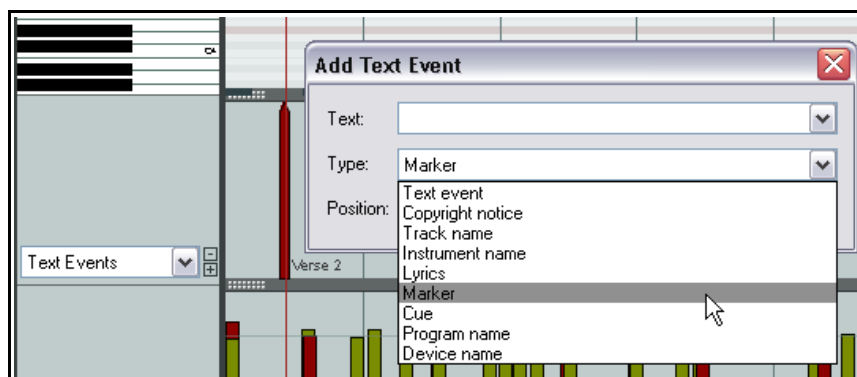 Add Text Event
Text:
Type: Marker
Position:
Text event
Copyright notice
Track name
Instrument name
Lyrics
Marker
Cue
Program name
Device name
Text Events
Verse 2